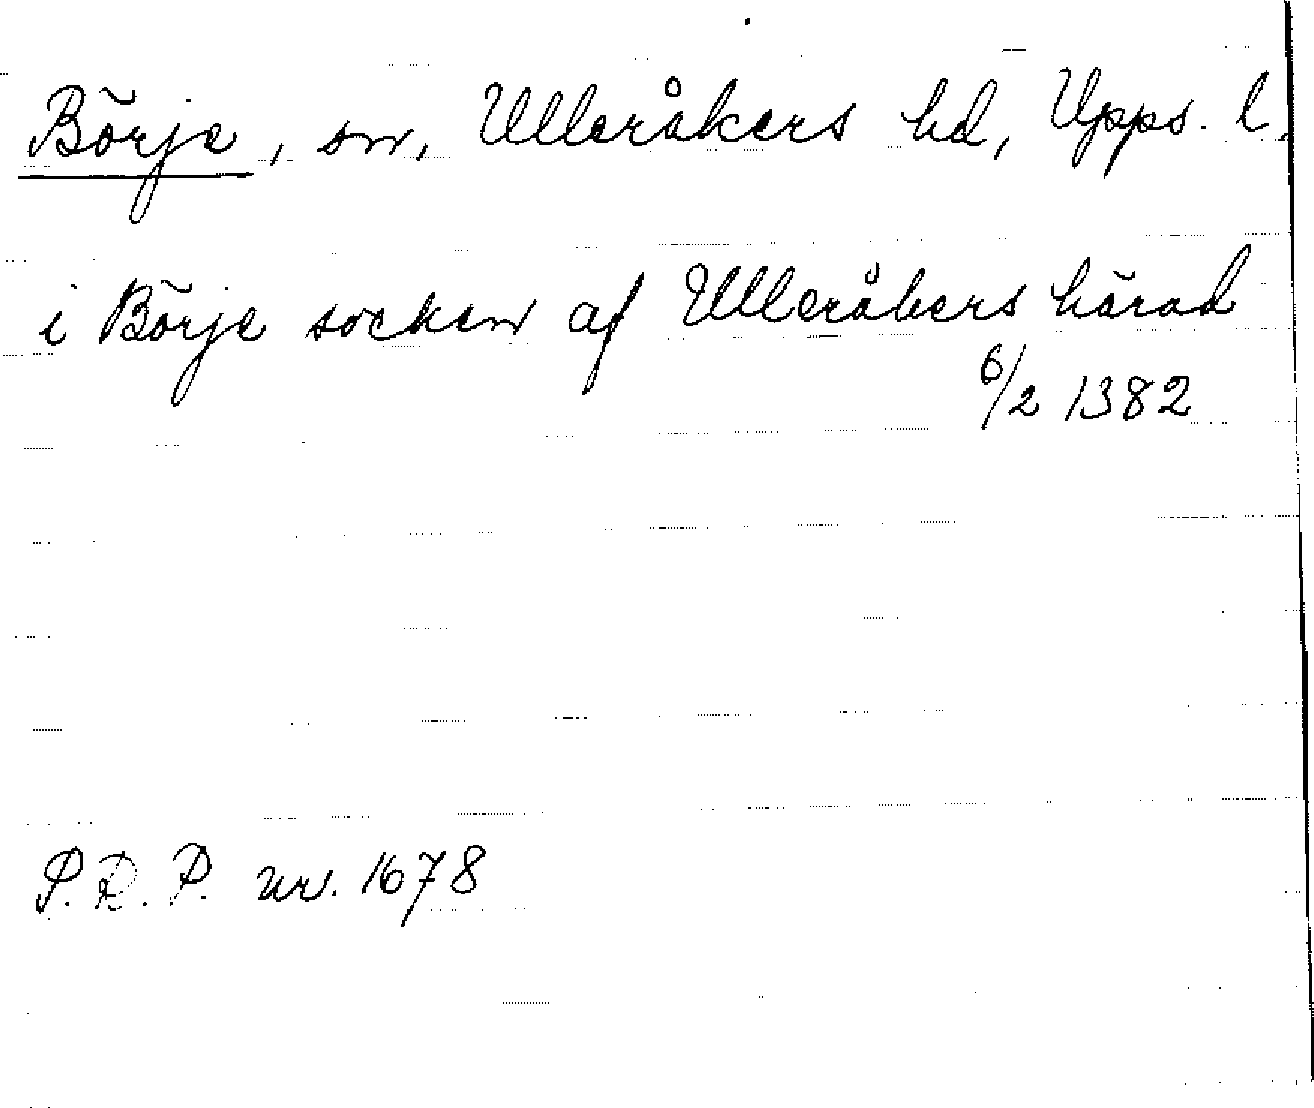 Börje, sn, Ulleråkers hd, Upps. l.
i Börje socken af Ulleråkers härad
6/2 1382
P.R.P. nr. 1678